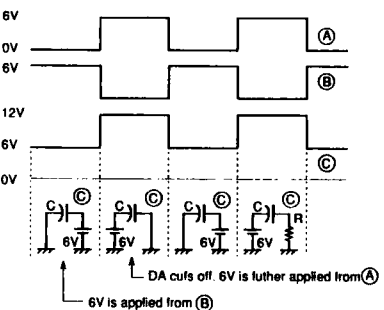 6V
Ⓐ
0V
6V
Ⓑ
12V
6V
Ⓒ
0V
C Ⓒ C Ⓒ C Ⓒ C Ⓒ
R
6V 6V 6V 6V
DA cufs off. 6V is futher applied from Ⓐ
6V is applied from Ⓑ